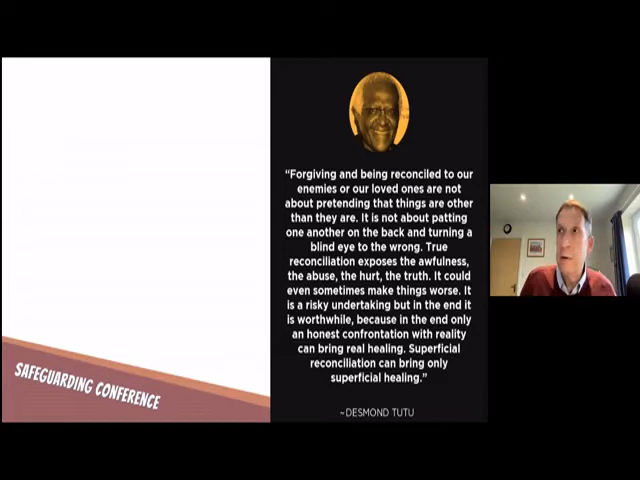 “Forgiving and being reconciled to our
enemies or our loved ones are not
about pretending that things are other
than they are. It is not about patting
one another on the back and turning a
blind eye to the wrong. True
reconciliation exposes the awfulness,
the abuse, the hurt, the truth. It could
even sometimes make things worse. It
is a risky undertaking but in the end it
is worthwhile, because in the end only
an honest confrontation with reality
can bring real healing. Superficial
reconciliation can bring only
superficial healing.”
~DESMOND TUTU
SAFEGUARDING CONFERENCE